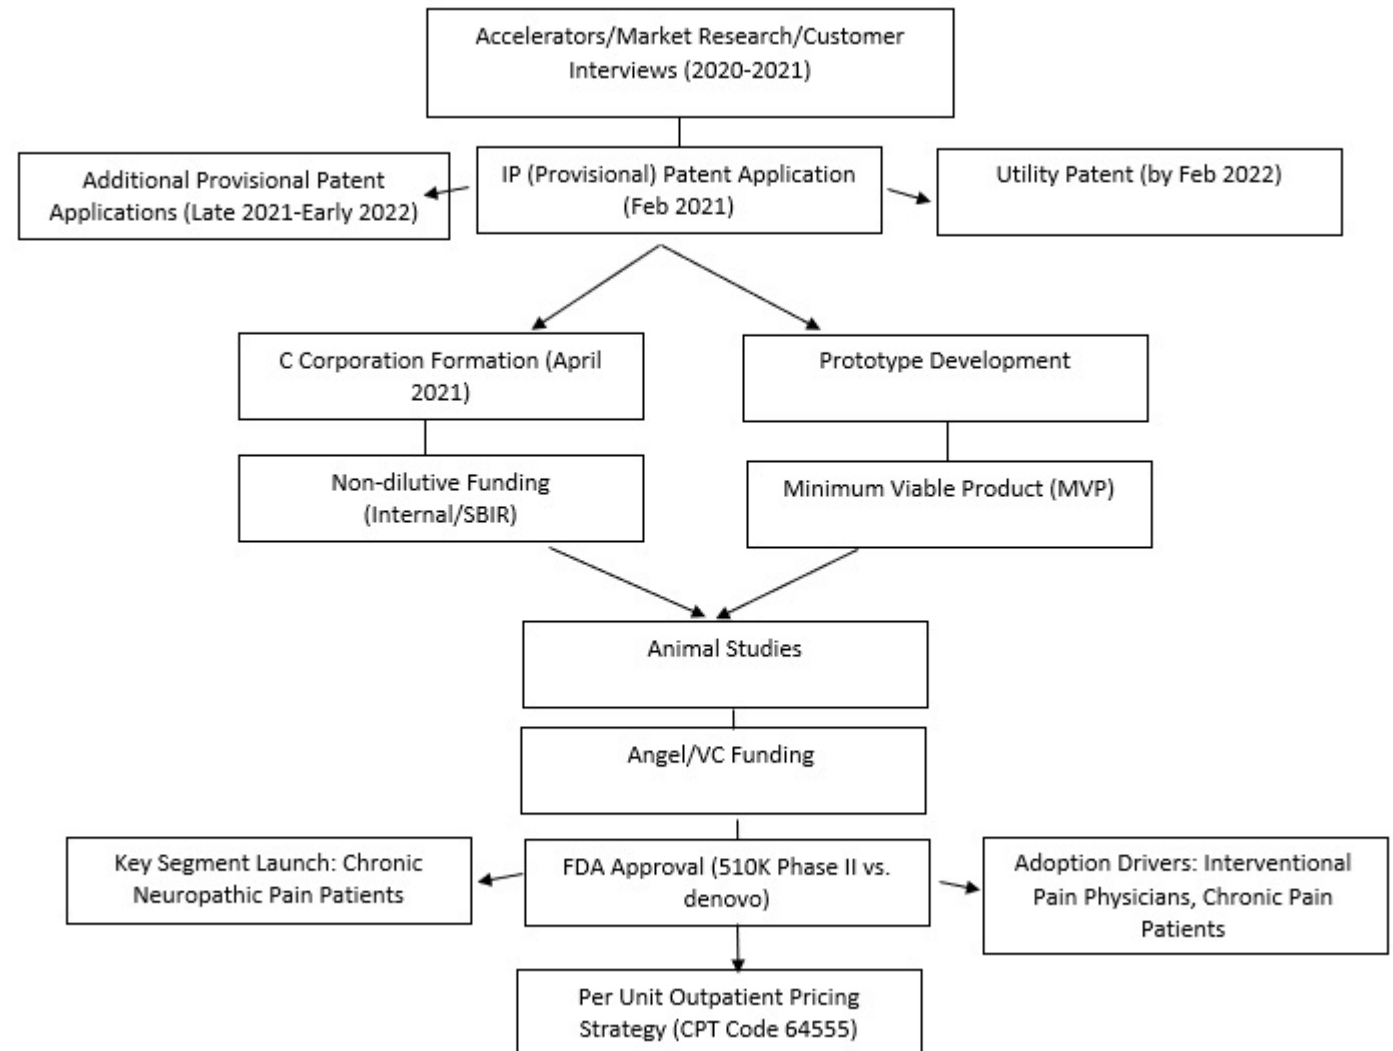 Accelerators/Market Research/Customer
Interviews (2020-2021)
Additional Provisional Patent
Applications (Late 2021-Early 2022)
IP (Provisional) Patent Application
(Feb 2021)
Utility Patent (by Feb 2022)
C Corporation Formation (April
2021)
Prototype Development
Non-dilutive Funding
(Internal/SBIR)
Minimum Viable Product (MVP)
Animal Studies
Angel/VC Funding
Key Segment Launch: Chronic
Neuropathic Pain Patients
FDA Approval (510K Phase II vs.
denovo)
Adoption Drivers: Interventional
Pain Physicians, Chronic Pain
Patients
Per Unit Outpatient Pricing
Strategy (CPT Code 64555)